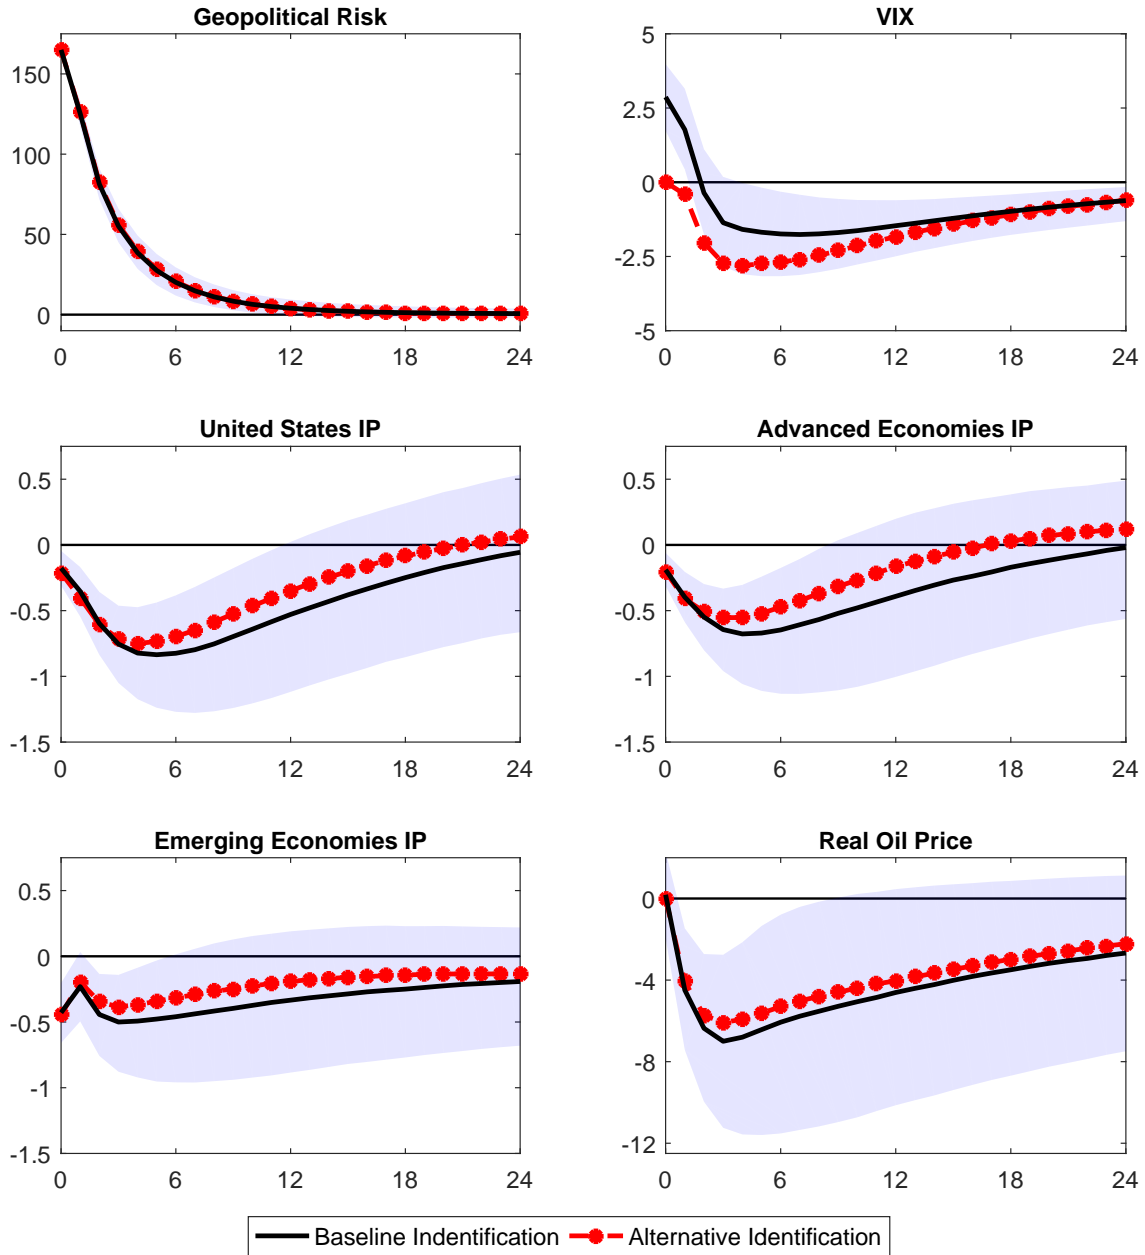 Geopolitical Risk
150
100
50
0
0 6 12 18 24
VIX
5
2.5
0
-2.5
-5
0 6 12 18 24
United States IP
0.5
0
-0.5
-1
-1.5
0 6 12 18 24
Advanced Economies IP
0.5
0
-0.5
-1
-1.5
0 6 12 18 24
Emerging Economies IP
0.5
0
-0.5
-1
-1.5
0 6 12 18 24
Real Oil Price
0
-4
-8
-12
0 6 12 18 24
Baseline Indentification Alternative Identification